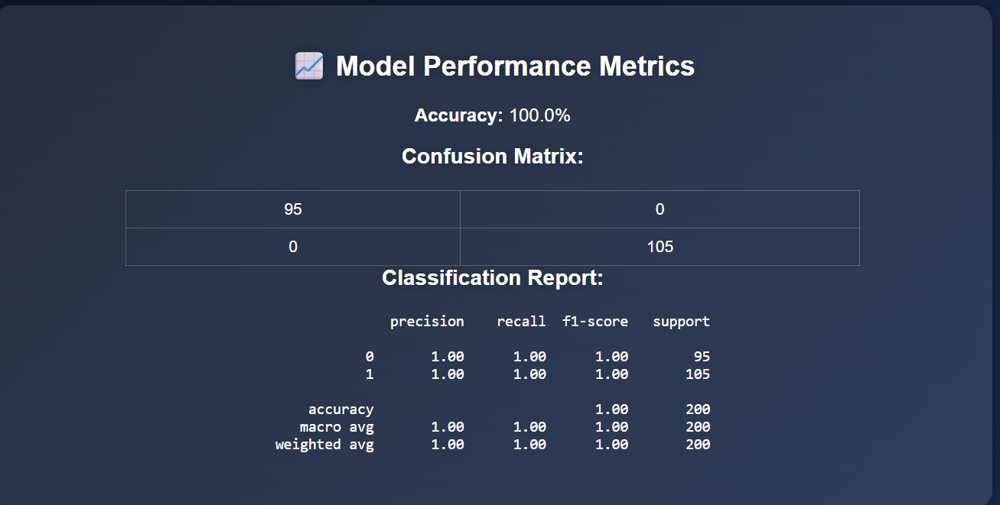 Model Performance Metrics
Accuracy: 100.0%
Confusion Matrix:
95 0
0 105
Classification Report:
precision recall f1-score support
0 1.00 1.00 1.00 95
1 1.00 1.00 1.00 105
accuracy 1.00 200
macro avg 1.00 1.00 1.00 200
weighted avg 1.00 1.00 1.00 200